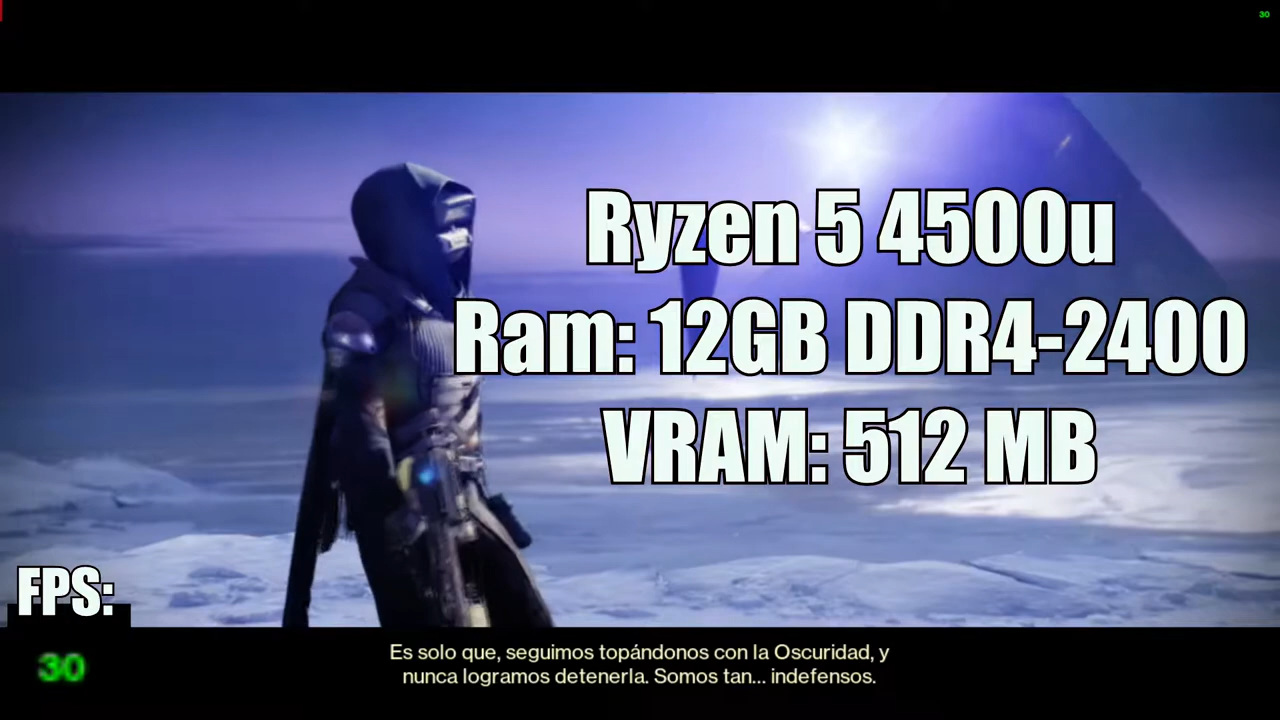 30
Ryzen 5 4500u
Ram: 12GB DDR4-2400
VRAM: 512 MB
FPS:
30
Es solo que, seguimos topándonos con la Oscuridad, y
nunca logramos detenerla. Somos tan... indefensos.